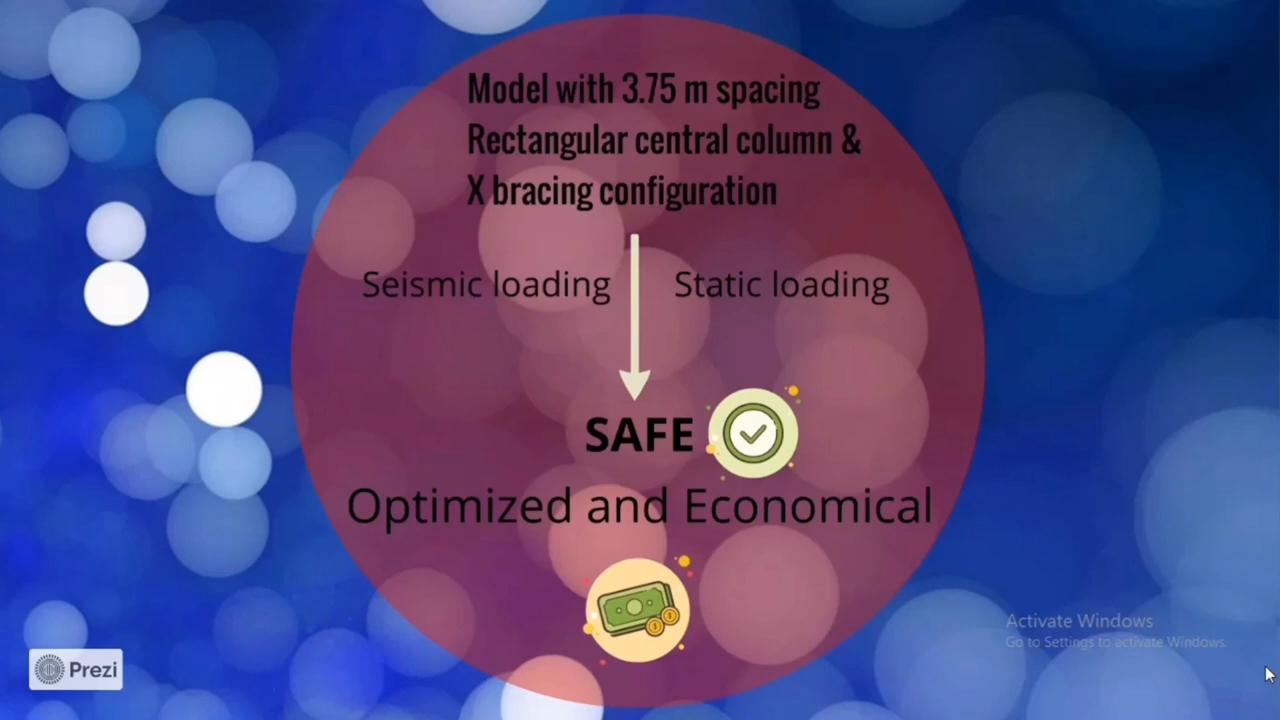 Model with 3.75 m spacing
Rectangular central column &
X bracing configuration
Seismic loading
Static loading
SAFE
Optimized and Economical
Activate Windows
Go to Settings to activate Windows.
Prezi